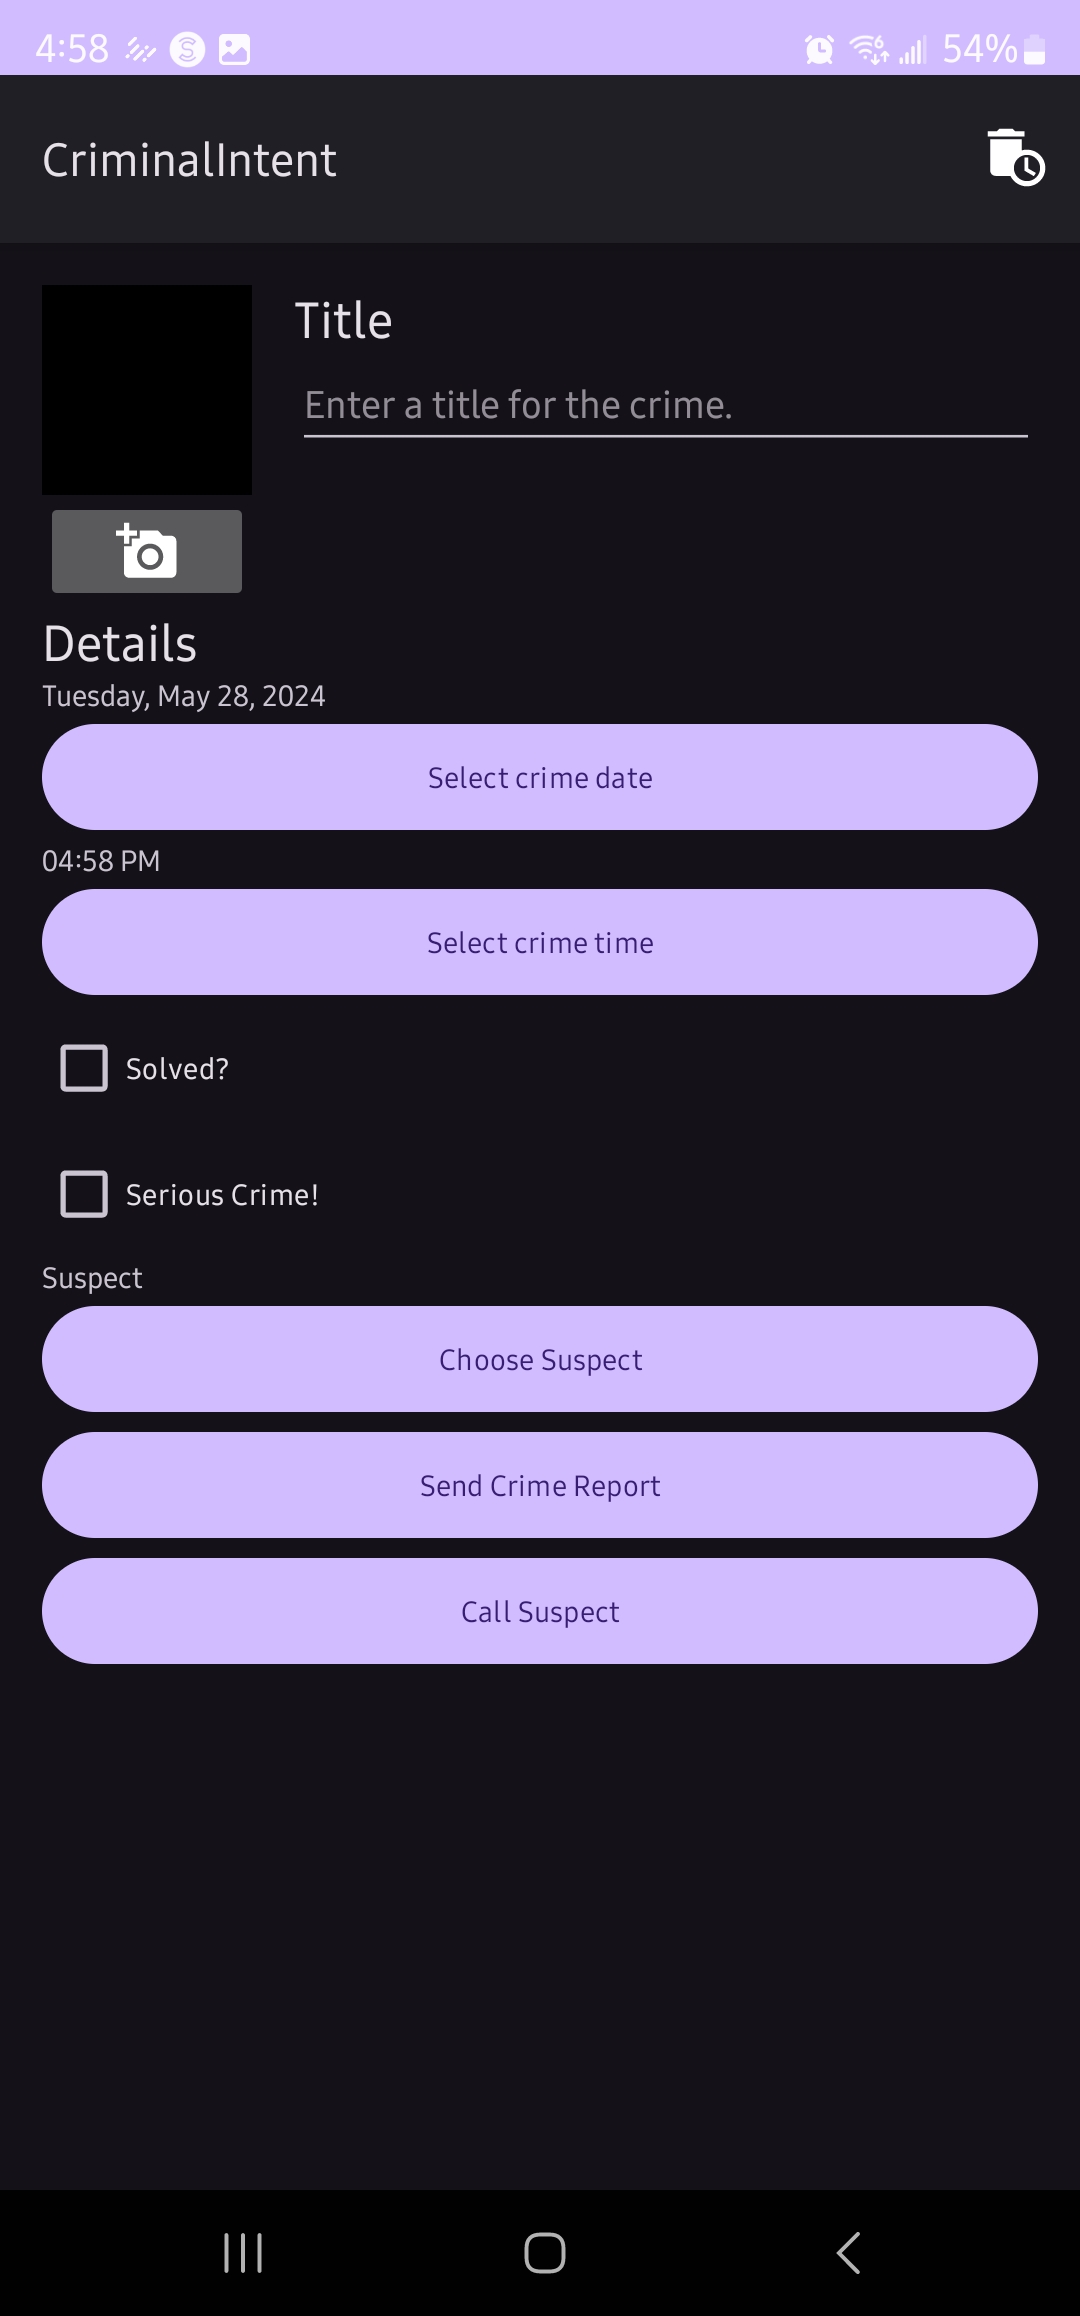 4:58 54%
CriminalIntent
Title
Enter a title for the crime.
Details
Tuesday, May 28, 2024
Select crime date
04:58 PM
Select crime time
Solved?
Serious Crime!
Suspect
Choose Suspect
Send Crime Report
Call Suspect